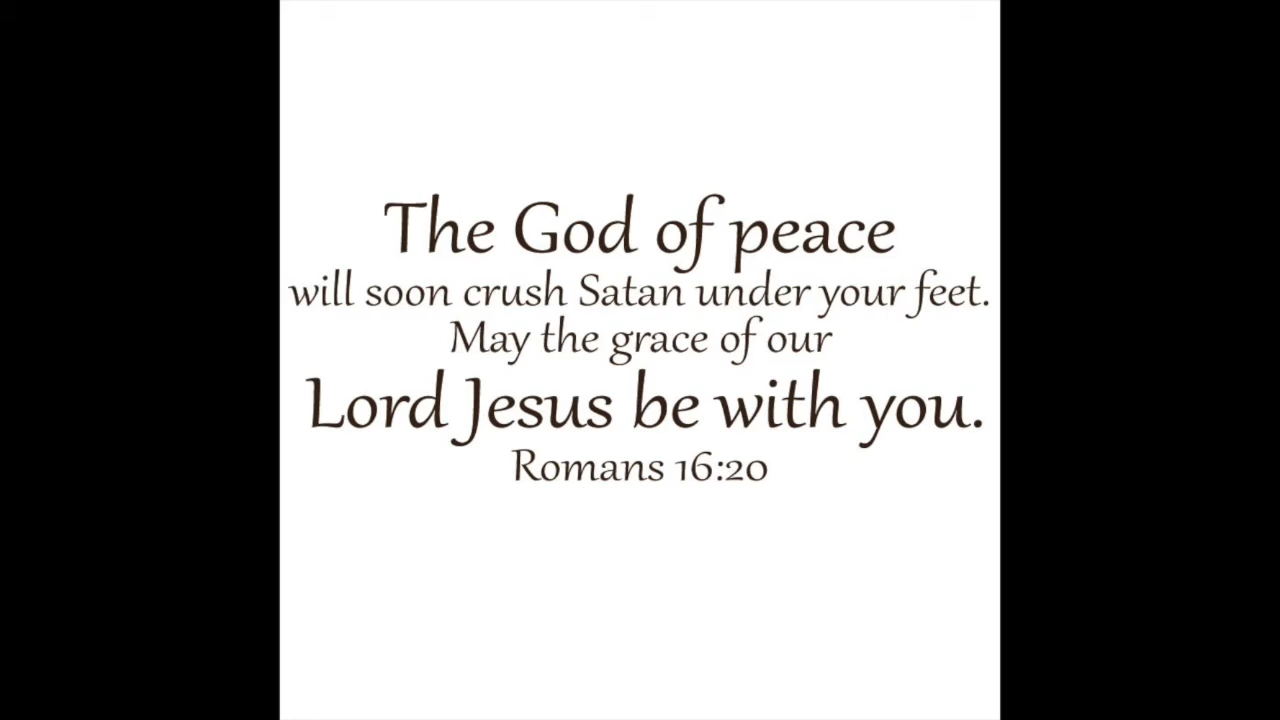 The God of peace
will soon crush Satan under your feet.
May the grace of our
Lord Jesus be with you.
Romans 16:20